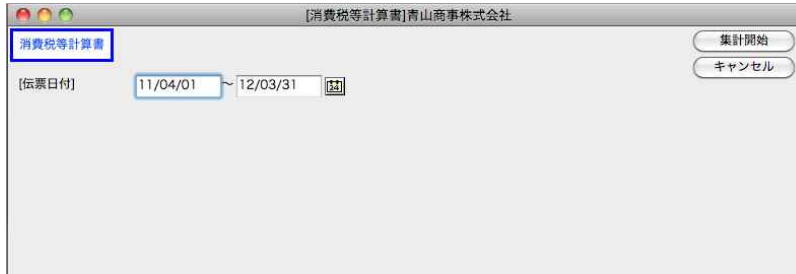 [消費税等計算書]青山商事株式会社
消費税等計算書
集計開始
キャンセル
[伝票日付] 11/04/01 ～ 12/03/31